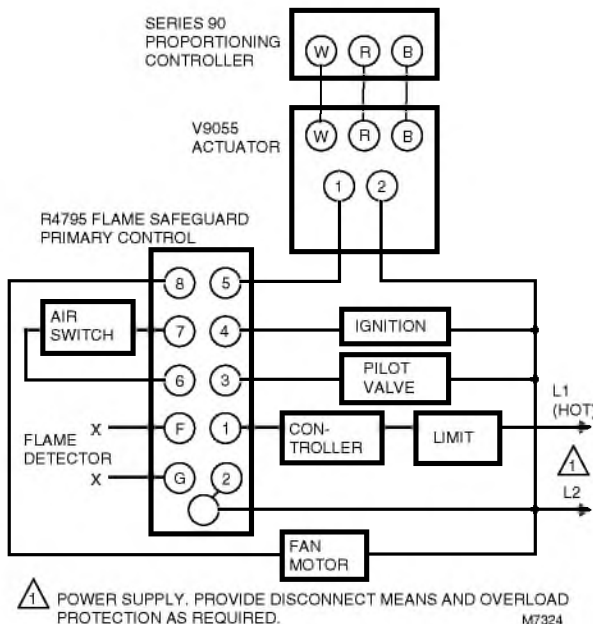 SERIES 90
PROPORTIONING
CONTROLLER
W R B
V9055
ACTUATOR
W R B
1 2
R4795 FLAME SAFEGUARD
PRIMARY CONTROL
8 5
AIR
SWITCH
7 4
IGNITION
6 3
PILOT
VALVE
L1
(HOT)
FLAME
DETECTOR
X F 1
CON-
TROLLER
LIMIT
1
X G 2
L2
FAN
MOTOR
1 POWER SUPPLY. PROVIDE DISCONNECT MEANS AND OVERLOAD
PROTECTION AS REQUIRED.
M7324